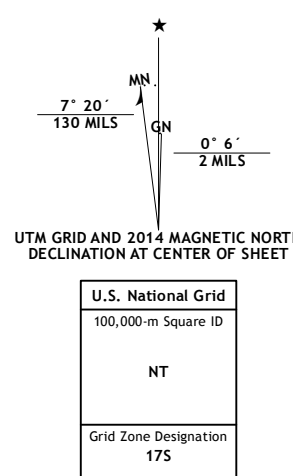 MN
7° 20´
130 MILS
GN
0° 6´
2 MILS
UTM GRID AND 2014 MAGNETIC NORT
DECLINATION AT CENTER OF SHEET
U.S. National Grid
100,000-m Square ID
NT
Grid Zone Designation
17S